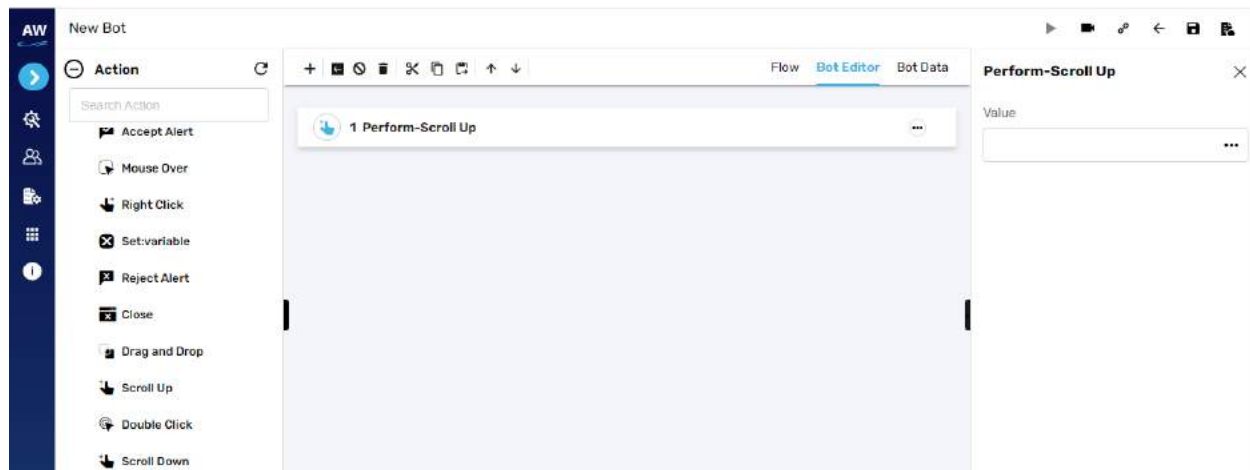 AW
New Bot
Action
Search Action
Accept Alert
Mouse Over
Right Click
Set:variable
Reject Alert
Close
Drag and Drop
Scroll Up
Double Click
Scroll Down
Flow Bot Editor Bot Data
1 Perform-Scroll Up
Perform-Scroll Up
Value